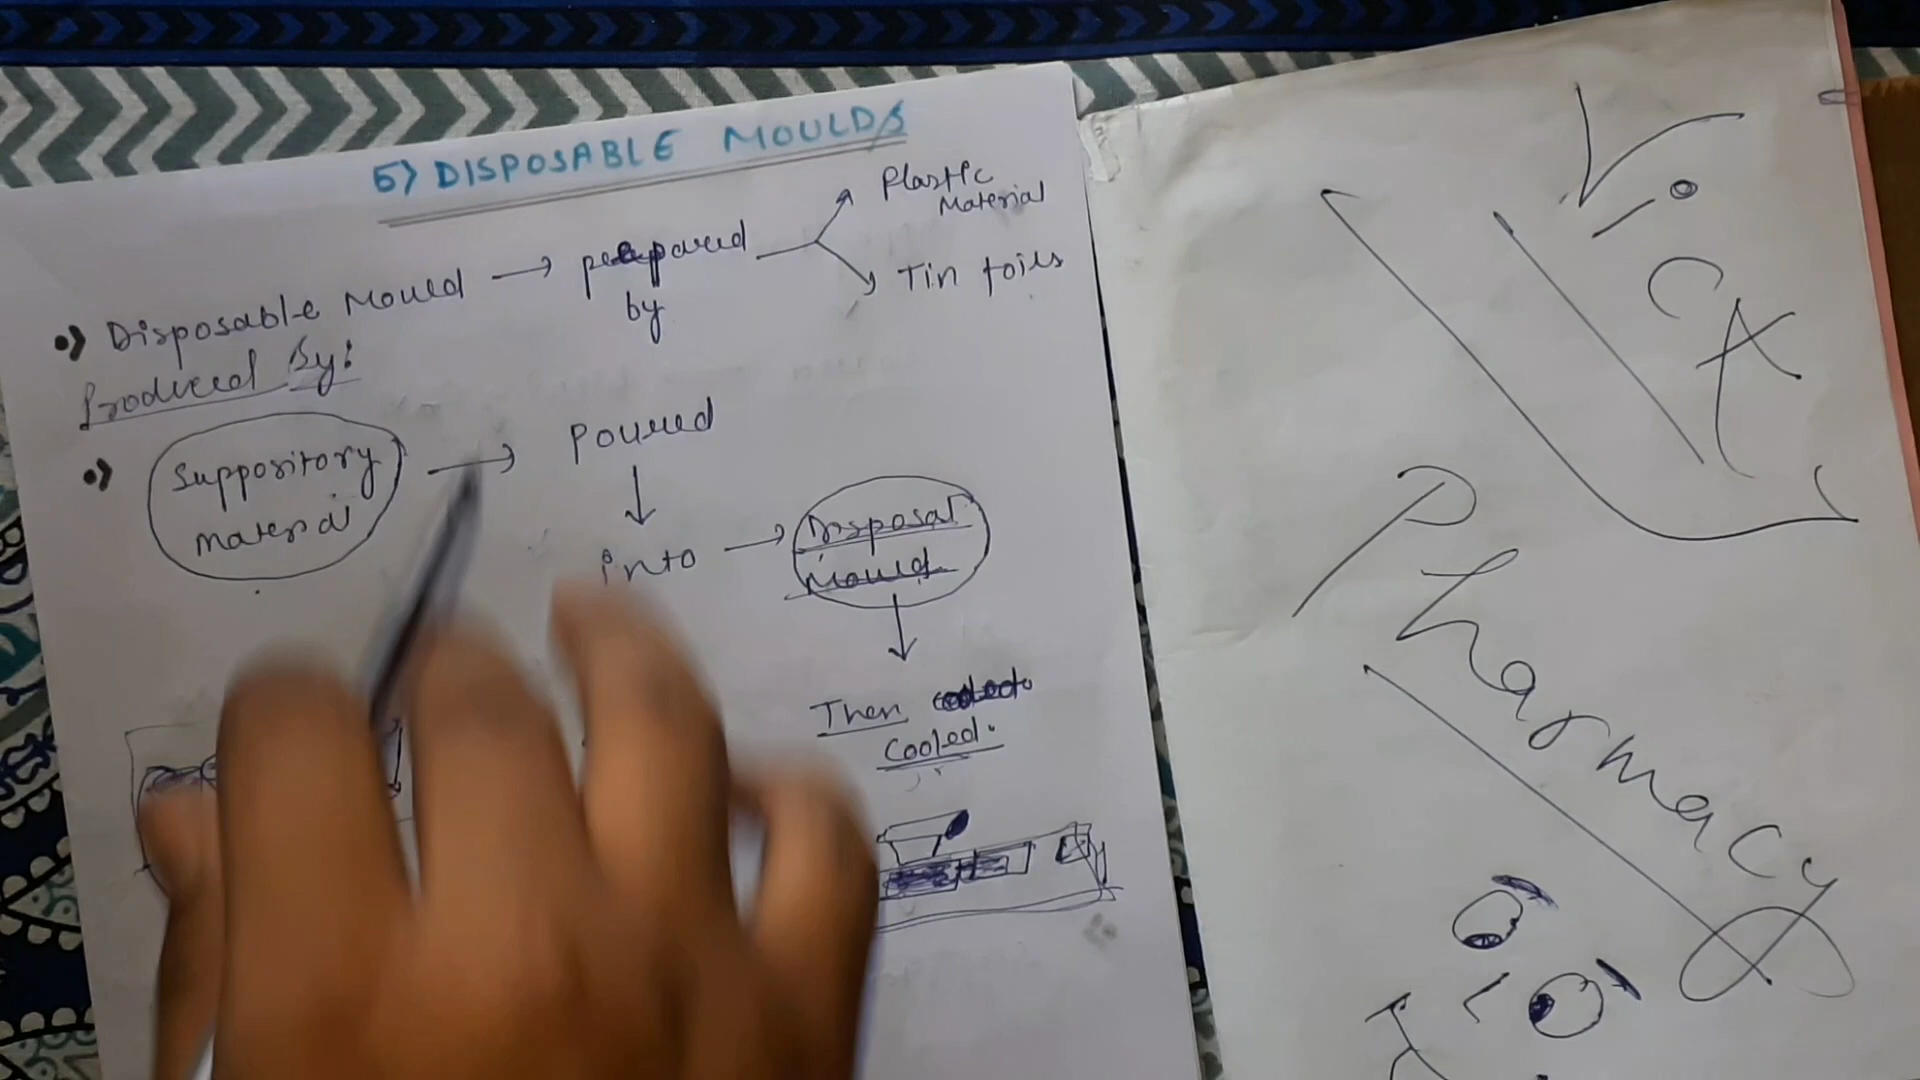 5) DISPOSABLE MOULDS
•) Disposable Mould → prepared by
Plastic Material
Tin foils
Produced By:
•) Suppository material → Poured
↓
into → Disposal Mould
↓
Then
Cooled.
Pharmacy